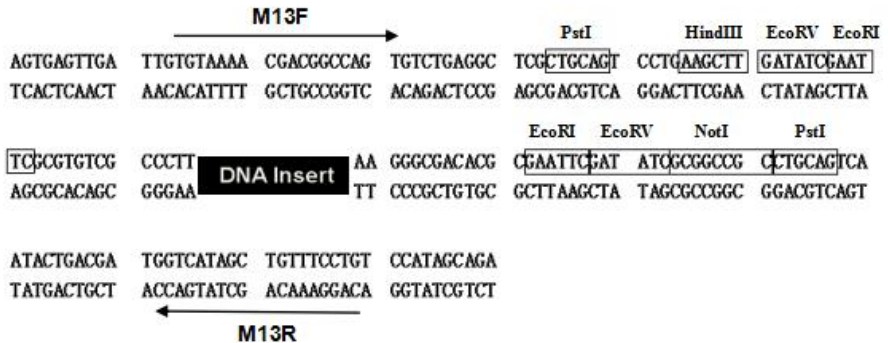 M13F
PstI HindIII EcoRV EcoRI
AGTGAGTTGA TTGTGTAAAA CGACGGCCAG TGTCTGAGGC TCGCTGCAGT CCTGAAGCTT GATATCGAAT
TCACTCAACT AACACATTTT GCTGCCGGTC ACAGACTCCG AGCGACGTCA GGACTTCGAA CTATAGCTTA
EcoRI EcoRV NotI PstI
TCGCGTGTCG CCCTT DNA Insert AA GGGCGACACG CGAATTCGAT ATCGCGGCCGC CCTGCAGTCA
AGCGCACAGC GGGAA TT CCCGCTGTGC GCTTAAGCTA TAGCGCCGGC GGACGTCAGT
ATACTGACGA TGGTCATAGC TGTTTCCTGT CCATAGCAGA
TATGACTGCT ACCAGTATCG ACAAAGGACA GGTATCGTCT
M13R